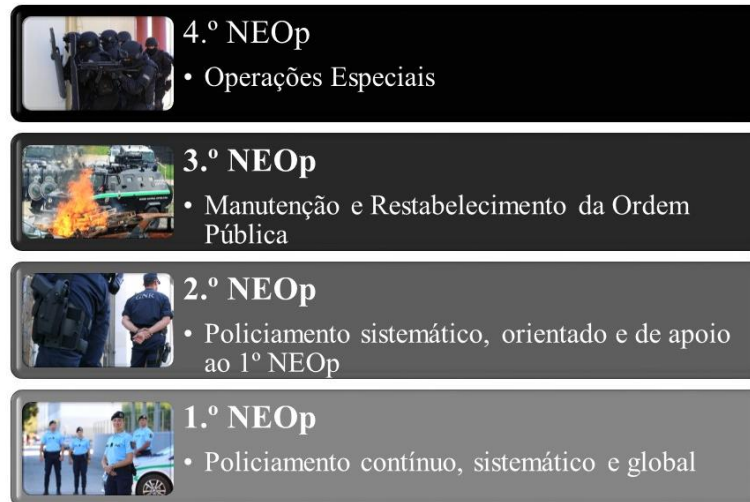 4.º NEOp
• Operações Especiais
3.º NEOp
• Manutenção e Restabelecimento da Ordem
Pública
2.º NEOp
• Policiamento sistemático, orientado e de apoio
ao 1º NEOp
GNR
1.º NEOp
• Policiamento contínuo, sistemático e global